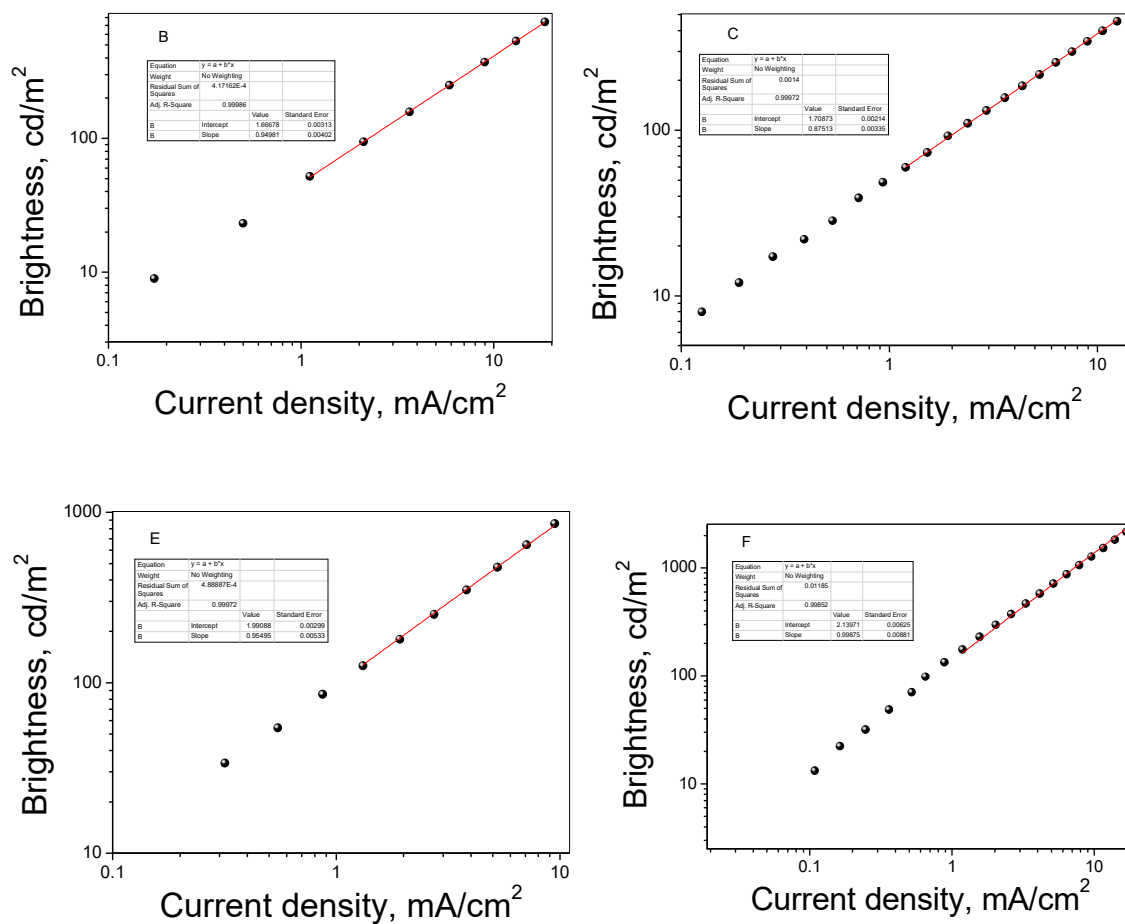 B
Equation y = a + b*x
Weight No Weighting
Residual Sum of Squares 4.17162E-4
Adj. R-Square 0.99986
Value Standard Error
B Intercept 1.66678 0.00313
B Slope 0.94981 0.00402
100
10
0.1 1 10
Brightness, cd/m²
Current density, mA/cm²
C
Equation y = a + b*x
Weight No Weighting
Residual Sum of Squares 0.0014
Adj. R-Square 0.99972
Value Standard Error
B Intercept 1.70873 0.00214
B Slope 0.87513 0.00335
100
10
0.1 1 10
Brightness, cd/m²
Current density, mA/cm²
E
Equation y = a + b*x
Weight No Weighting
Residual Sum of Squares 4.88887E-4
Adj. R-Square 0.99972
Value Standard Error
B Intercept 1.99088 0.00299
B Slope 0.95495 0.00533
1000
100
10
0.1 1 10
Brightness, cd/m²
Current density, mA/cm²
F
Equation y = a + b*x
Weight No Weighting
Residual Sum of Squares 0.01185
Adj. R-Square 0.99852
Value Standard Error
B Intercept 2.13971 0.00625
B Slope 0.99875 0.00881
1000
100
10
0.1 1 10
Brightness, cd/m²
Current density, mA/cm²